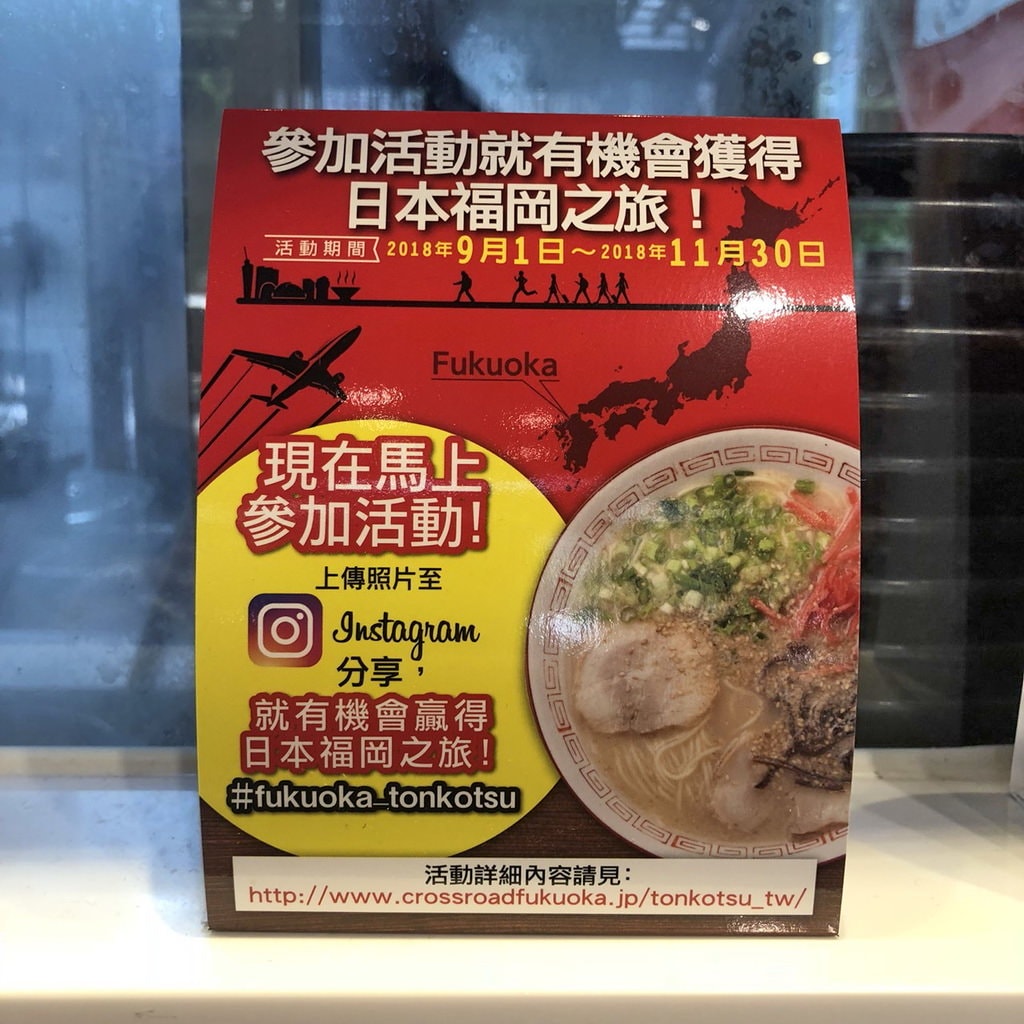 參加活動就有機會獲得
日本福岡之旅！
活動期間 2018年9月1日～2018年11月30日
Fukuoka
現在馬上
參加活動!
上傳照片至
Instagram
分享，
就有機會贏得
日本福岡之旅!
#fukuoka_tonkotsu
活動詳細內容請見：
http://www.crossroadfukuoka.jp/tonkotsu_tw/